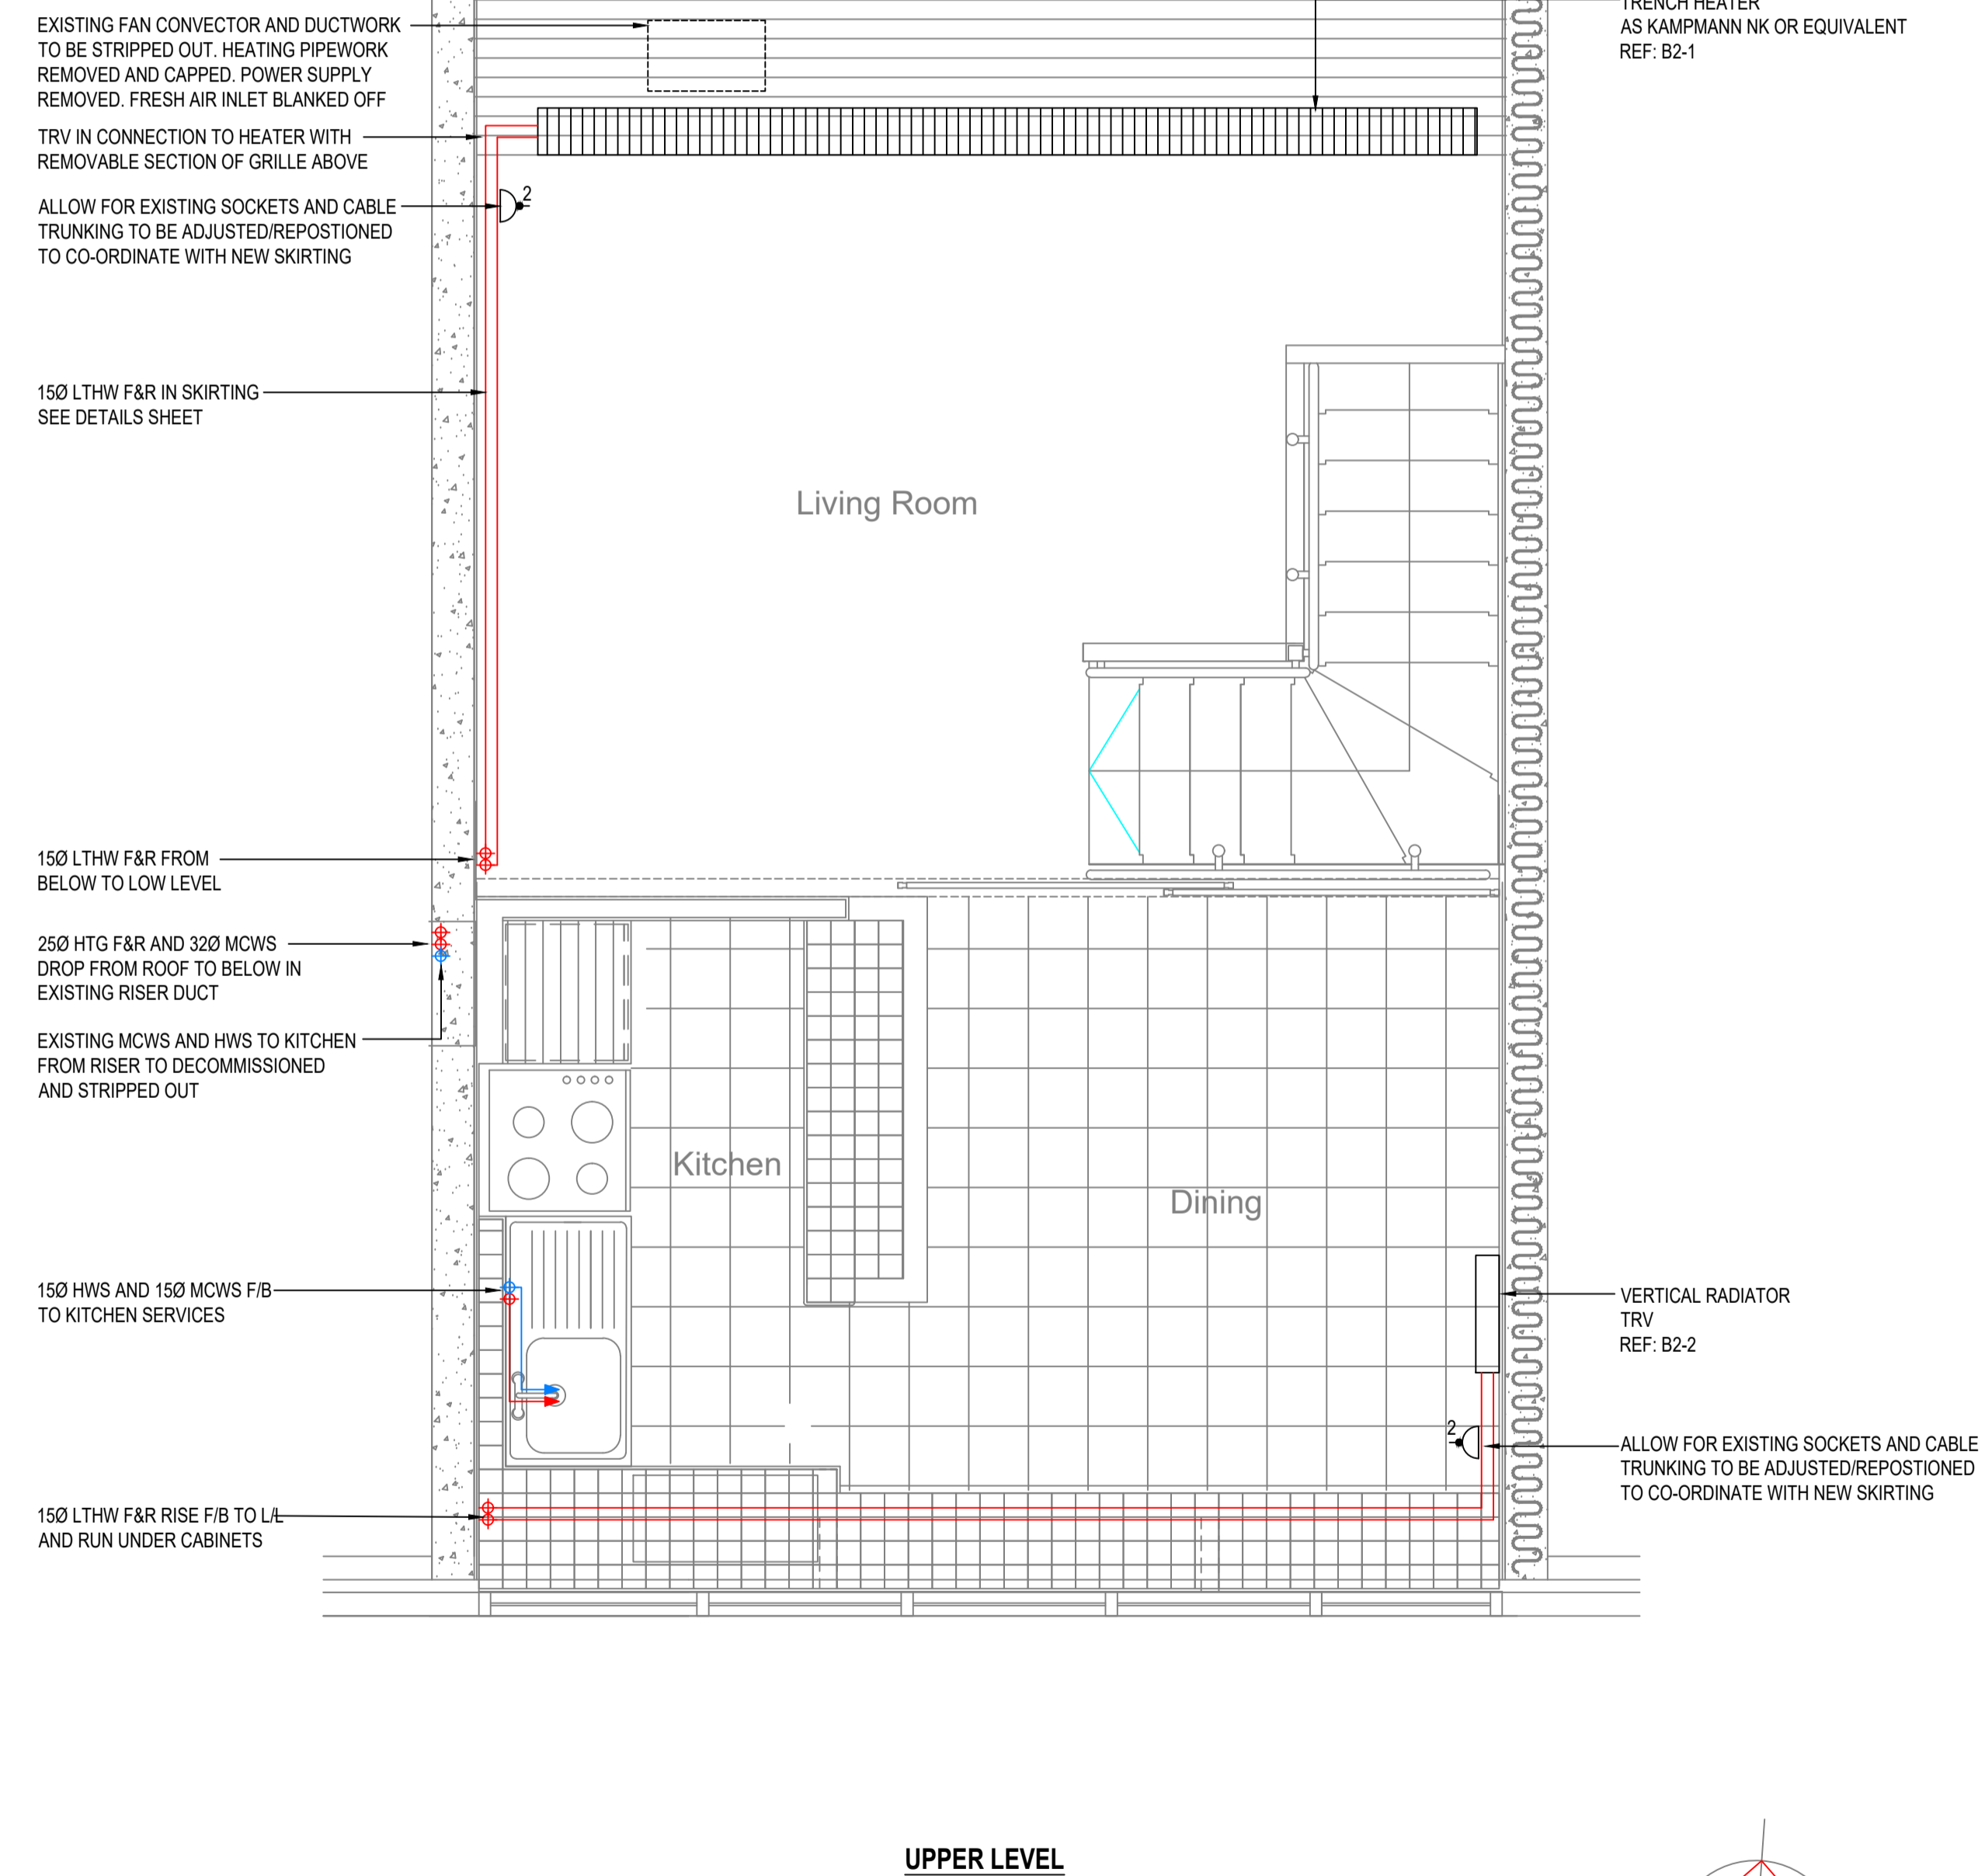 EXISTING FAN CONVECTOR AND DUCTWORK
TO BE STRIPPED OUT. HEATING PIPEWORK
REMOVED AND CAPPED. POWER SUPPLY
REMOVED. FRESH AIR INLET BLANKED OFF
TRENCH HEATER
AS KAMPMANN NK OR EQUIVALENT
REF: B2-1
TRV IN CONNECTION TO HEATER WITH
REMOVABLE SECTION OF GRILLE ABOVE
2
ALLOW FOR EXISTING SOCKETS AND CABLE
TRUNKING TO BE ADJUSTED/REPOSTIONED
TO CO-ORDINATE WITH NEW SKIRTING
15Ø LTHW F&R IN SKIRTING
SEE DETAILS SHEET
Living Room
15Ø LTHW F&R FROM
BELOW TO LOW LEVEL
25Ø HTG F&R AND 32Ø MCWS
DROP FROM ROOF TO BELOW IN
EXISTING RISER DUCT
EXISTING MCWS AND HWS TO KITCHEN
FROM RISER TO DECOMMISSIONED
AND STRIPPED OUT
Kitchen
Dining
15Ø HWS AND 15Ø MCWS F/B
TO KITCHEN SERVICES
VERTICAL RADIATOR
TRV
REF: B2-2
2
ALLOW FOR EXISTING SOCKETS AND CABLE
TRUNKING TO BE ADJUSTED/REPOSTIONED
TO CO-ORDINATE WITH NEW SKIRTING
15Ø LTHW F&R RISE F/B TO L/L
AND RUN UNDER CABINETS
UPPER LEVEL